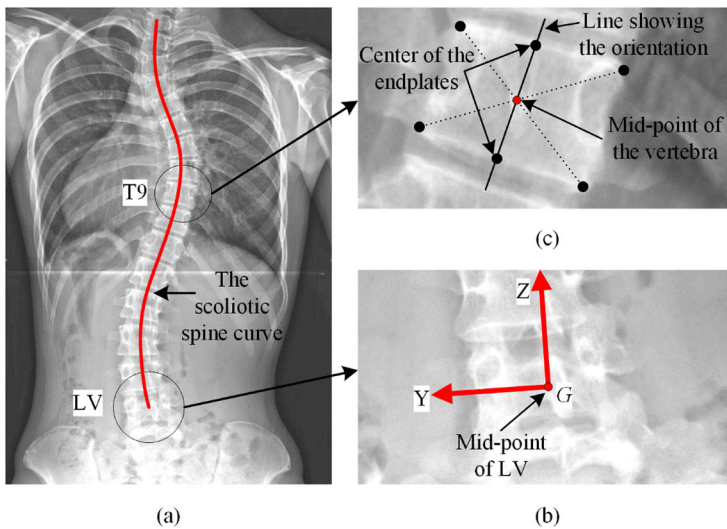 T9
The
scoliotic
spine curve
LV
(a)
Center of the
endplates
Line showing
the orientation
Mid-point of
the vertebra
(c)
Z
Y
G
Mid-point
of LV
(b)